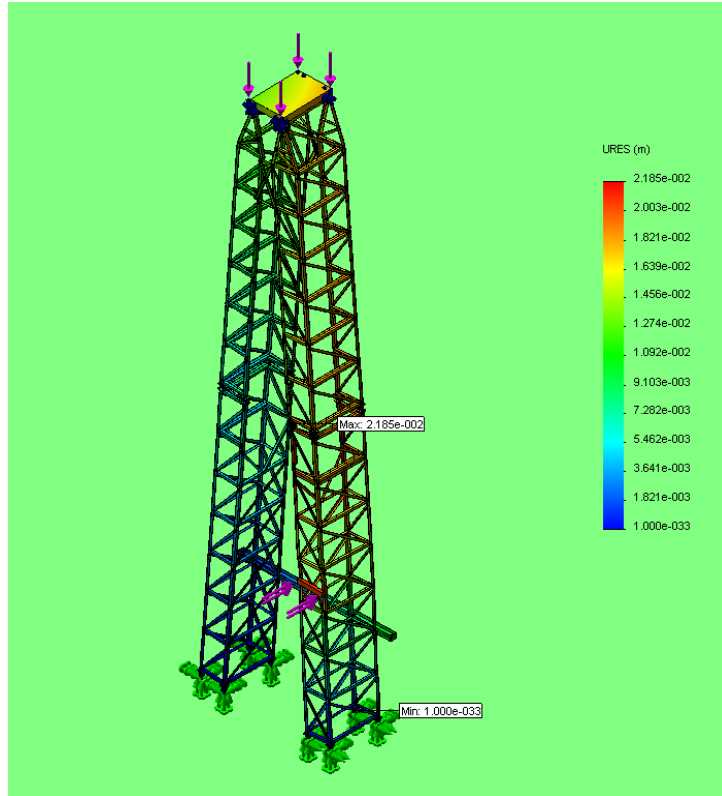 URES (m)
2.185e-002
2.003e-002
1.821e-002
1.639e-002
1.456e-002
1.274e-002
1.092e-002
9.103e-003
7.282e-003
5.462e-003
3.641e-003
1.821e-003
1.000e-033
Max: 2.185e-002
Min: 1.000e-033